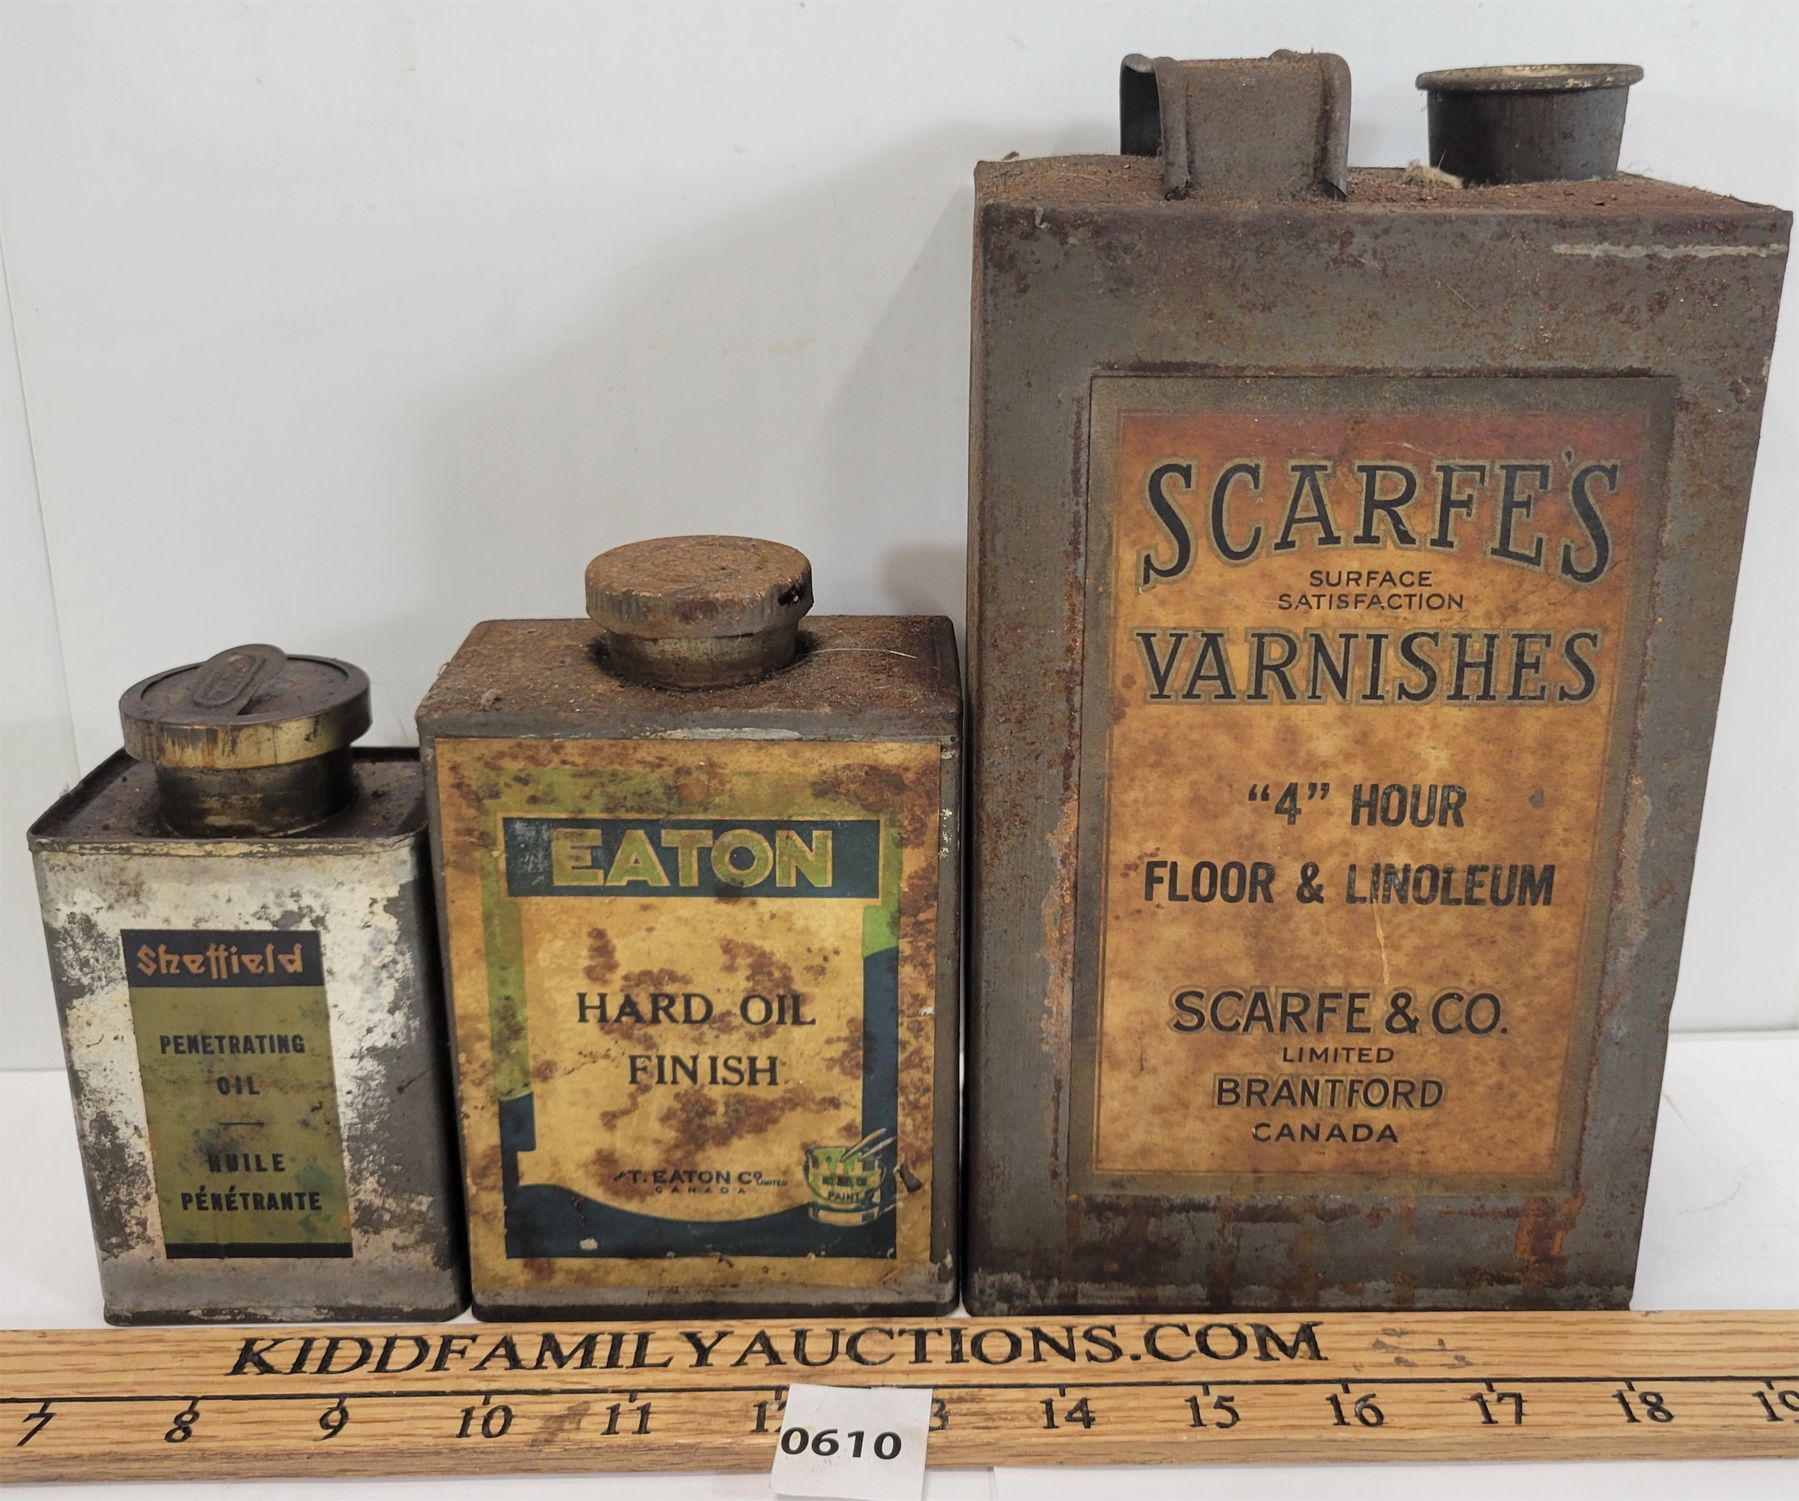 Sheffield
PENETRATING
OIL
HUILE
PÉNÉTRANTE
EATON
HARD OIL
FINISH
T. EATON Co LIMITED
CANADA
PAINT
SCARFE'S
SURFACE
SATISFACTION
VARNISHES
"4" HOUR
FLOOR & LINOLEUM
SCARFE & CO.
LIMITED
BRANTFORD
CANADA
KIDDFAMILYAUCTIONS.COM
7 8 9 10 11 14 15 16 17 18
0610